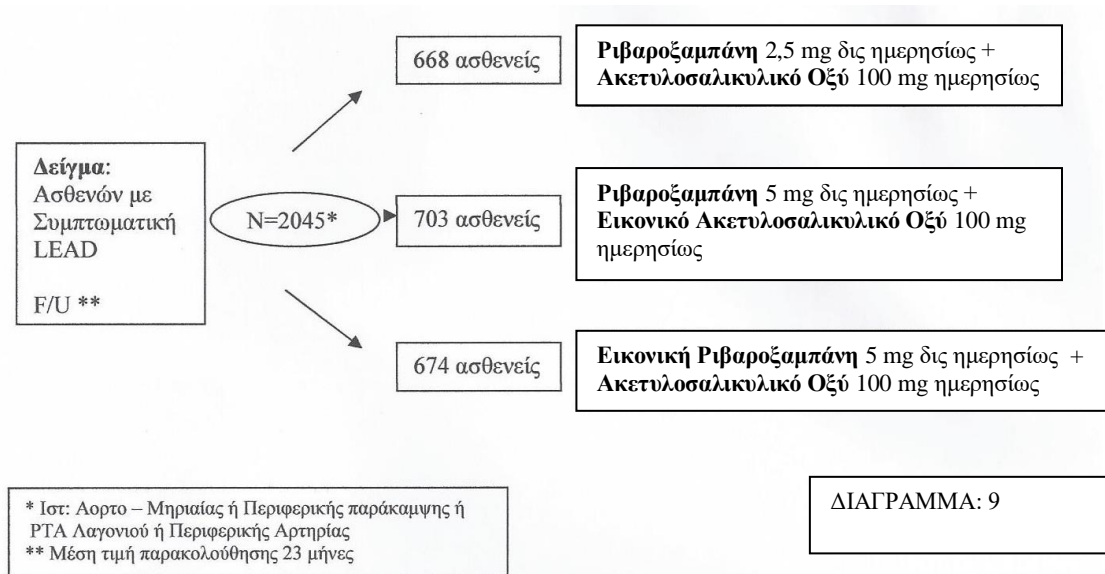 668 ασθενείς
Ριβαροξαμπάνη 2,5 mg δις ημερησίως +
Ακετυλοσαλικυλικό Οξύ 100 mg ημερησίως
Δείγμα:
Ασθενών με
Συμπτωματική
LEAD
F/U **
N=2045*
703 ασθενείς
Ριβαροξαμπάνη 5 mg δις ημερησίως +
Εικονικό Ακετυλοσαλικυλικό Οξύ 100 mg
ημερησίως
674 ασθενείς
Εικονική Ριβαροξαμπάνη 5 mg δις ημερησίως +
Ακετυλοσαλικυλικό Οξύ 100 mg ημερησίως
* Ιστ: Αορτο – Μηριαίας ή Περιφερικής παράκαμψης ή
PTA Λαγονιού ή Περιφερικής Αρτηρίας
** Μέση τιμή παρακολούθησης 23 μήνες
ΔΙΑΓΡΑΜΜΑ: 9